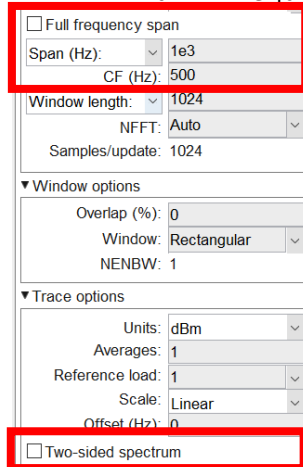 Full frequency span
Span (Hz): 1e3
CF (Hz): 500
Window length: 1024
NFFT: Auto
Samples/update: 1024
Window options
Overlap (%): 0
Window: Rectangular
NENBW: 1
Trace options
Units: dBm
Averages: 1
Reference load: 1
Scale: Linear
Offset (Hz): 0
Two-sided spectrum